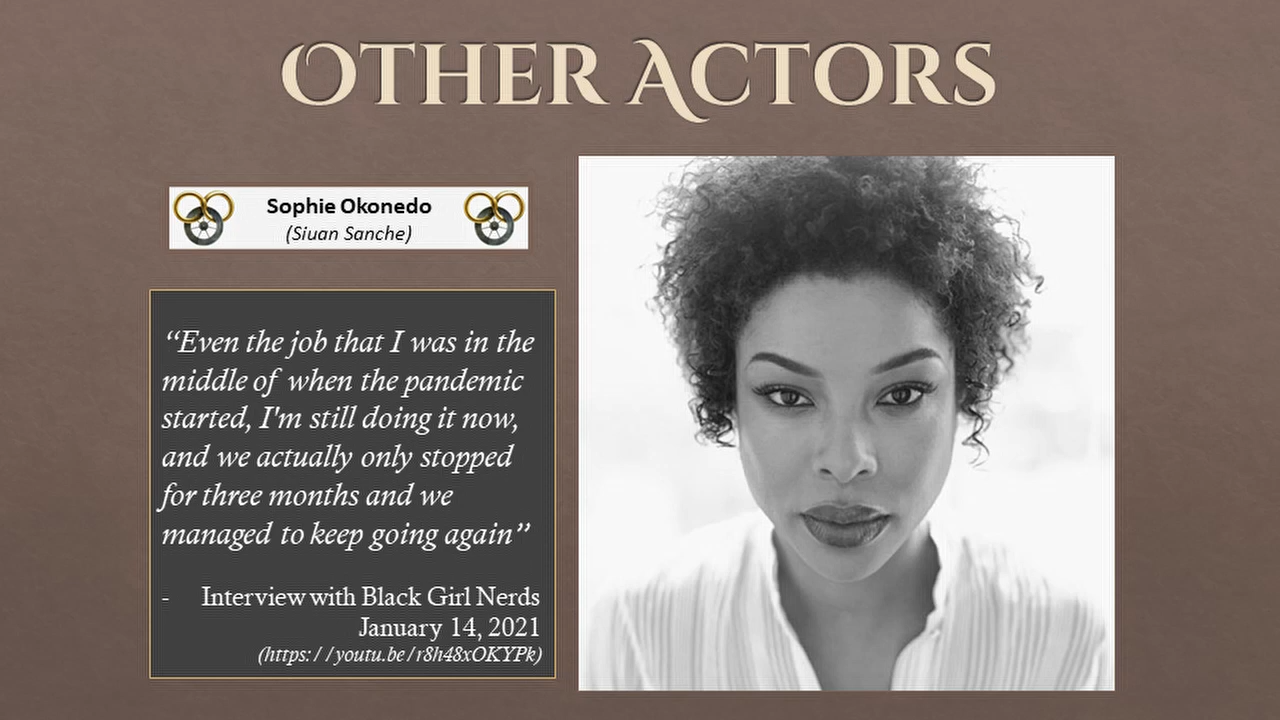 OTHER ACTORS
Sophie Okonedo
(Siuan Sanche)
“Even the job that I was in the
middle of when the pandemic
started, I'm still doing it now,
and we actually only stopped
for three months and we
managed to keep going again”
- Interview with Black Girl Nerds
January 14, 2021
(https://youtu.be/r8h48xOKYPk)